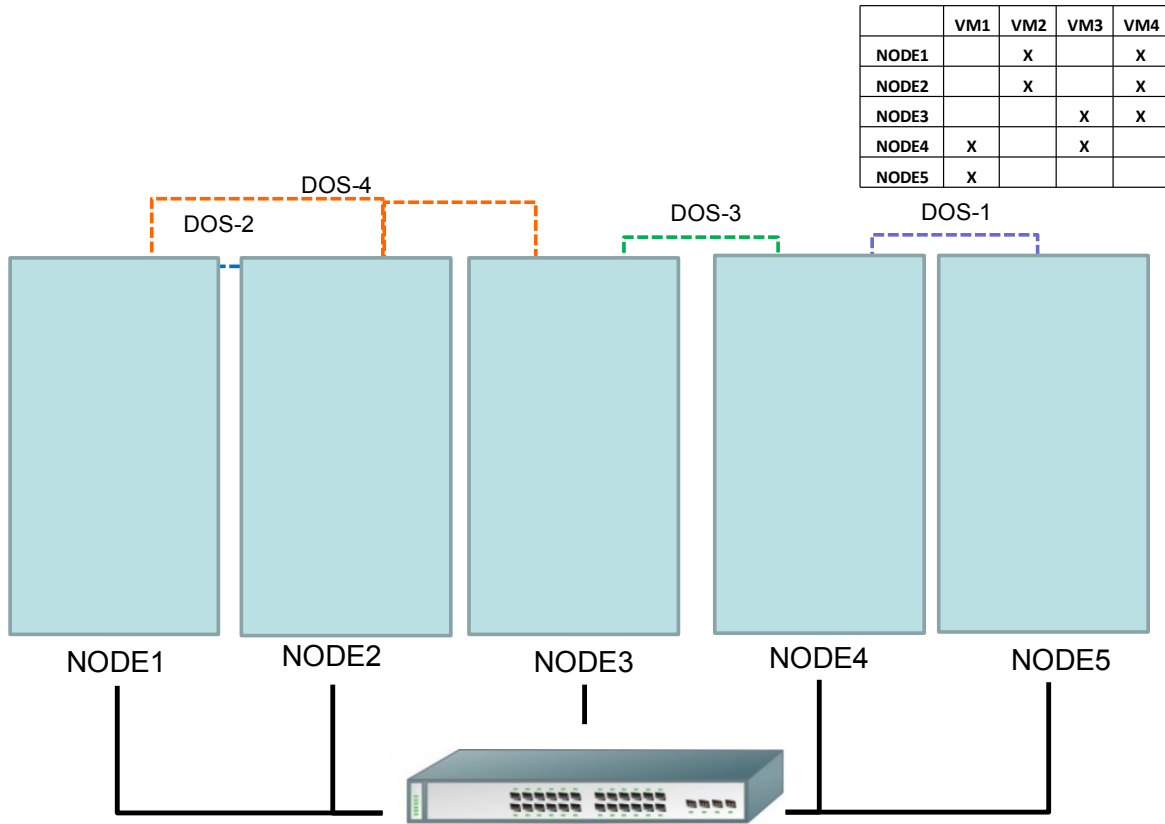 VM1 VM2 VM3 VM4
NODE1 X X
NODE2 X X
NODE3 X X
NODE4 X X
NODE5 X
DOS-4
DOS-2
DOS-3
DOS-1
NODE1
NODE2
NODE3
NODE4
NODE5